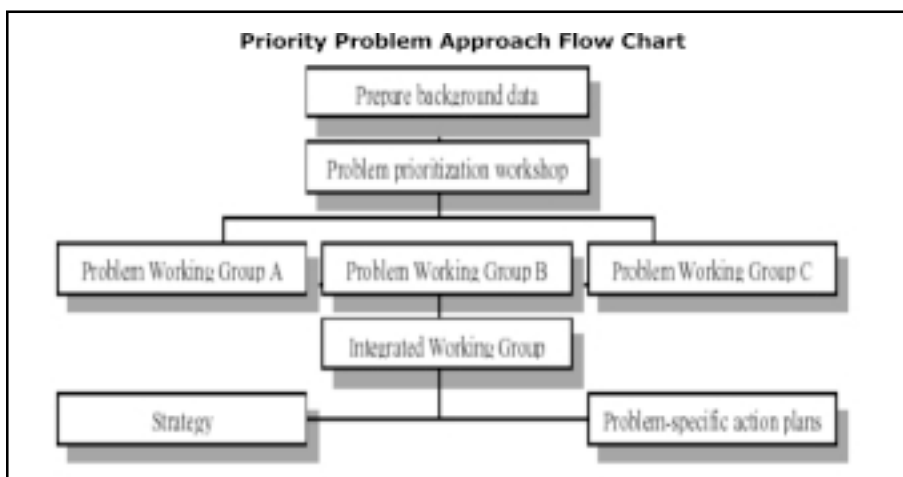 Priority Problem Approach Flow Chart
Prepare background data
Problem prioritization workshop
Problem Working Group A
Problem Working Group B
Problem Working Group C
Integrated Working Group
Strategy
Problem-specific action plans